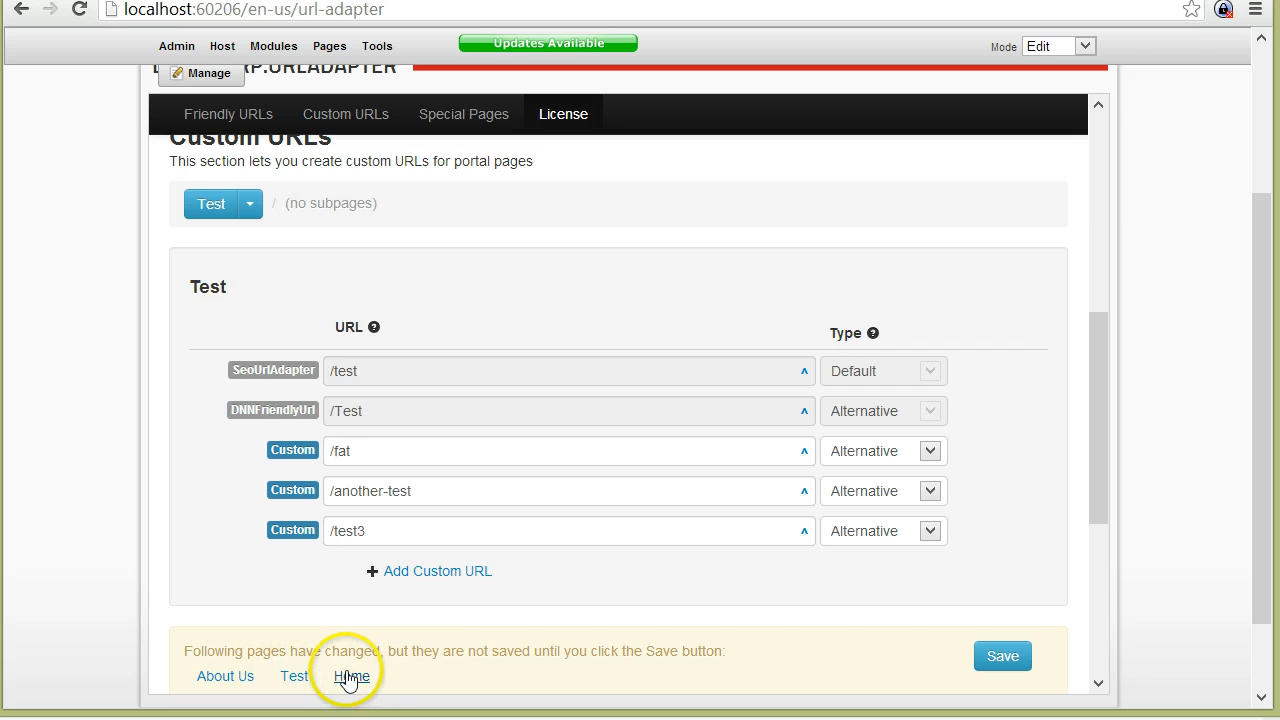 localhost:60206/en-us/url-adapter
Admin Host Modules Pages Tools Updates Available Mode Edit
RP.URLADAPTER
Manage
Friendly URLs Custom URLs Special Pages License
Custom URLs
This section lets you create custom URLs for portal pages
Test / (no subpages)
Test
URL ? Type ?
SeoUrlAdapter /test ^ Default
DNNFriendlyUrl /Test ^ Alternative
Custom /fat ^ Alternative
Custom /another-test ^ Alternative
Custom /test3 ^ Alternative
+ Add Custom URL
Following pages have changed, but they are not saved until you click the Save button: Save
About Us Test Home